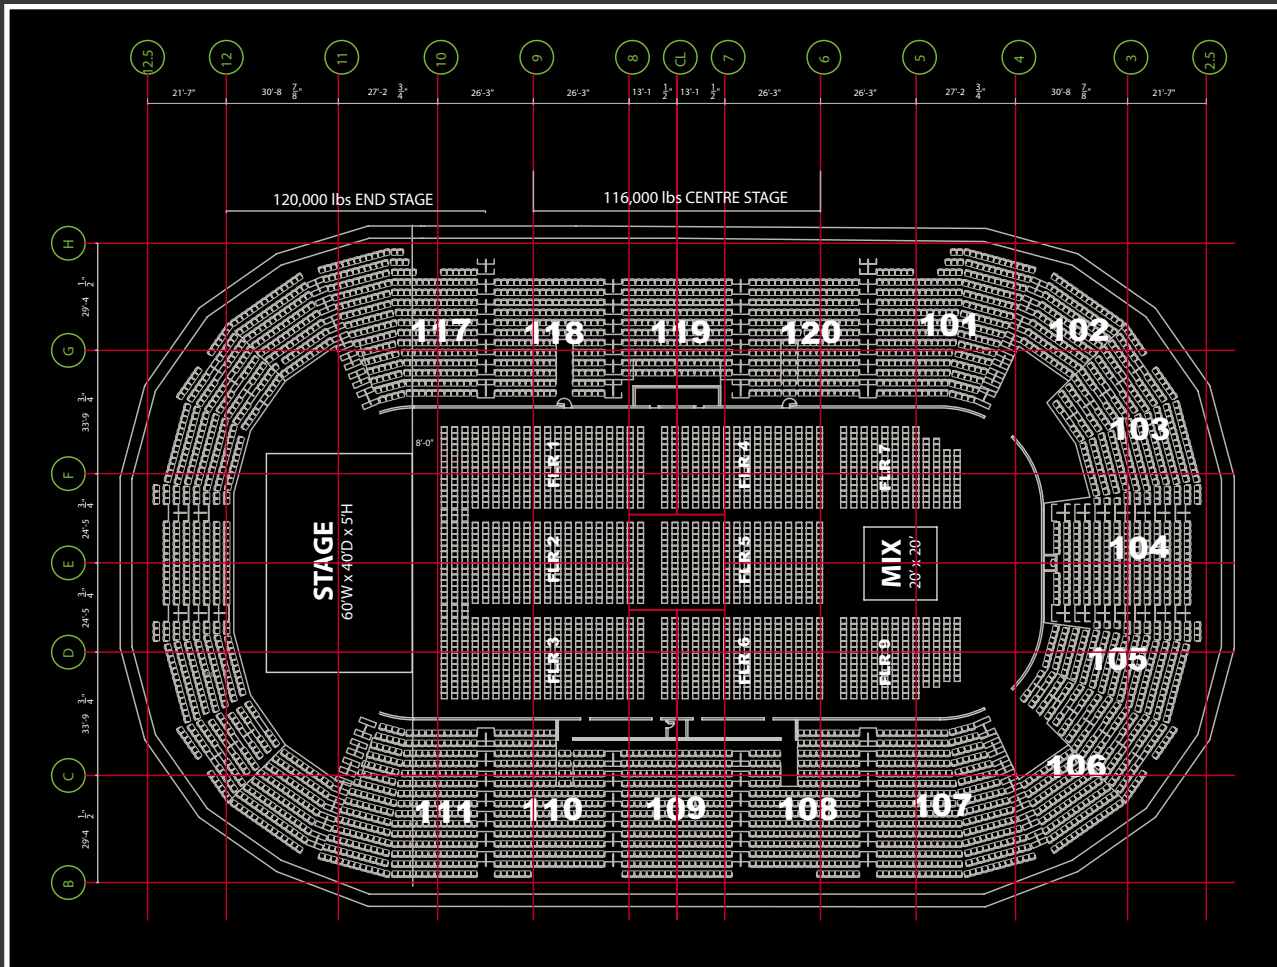 12.5 12 11 10 9 8 CL 7 6 5 4 3 2.5
21'-7" 30'-8 7/8" 27'-2 3/4" 26'-3" 26'-3" 13'-1 1/2" 13'-1 1/2" 26'-3" 26'-3" 27'-2 3/4" 30'-8 7/8" 21'-7"
120,000 lbs END STAGE
116,000 lbs CENTRE STAGE
H
29'-4 1/2"
G
33'-9 3/4"
F
24'-5 3/4"
E
24'-5 3/4"
D
33'-9 3/4"
C
29'-4 1/2"
B
117 118 119 120 101 102
103
104
105
106
8'-0"
FLR 1 FLR 4 FLR 7
FLR 2 FLR 5
FLR 3 FLR 6 FLR 9
STAGE
60'W x 40'D x 5'H
MIX
20' x 20'
111 110 109 108 107